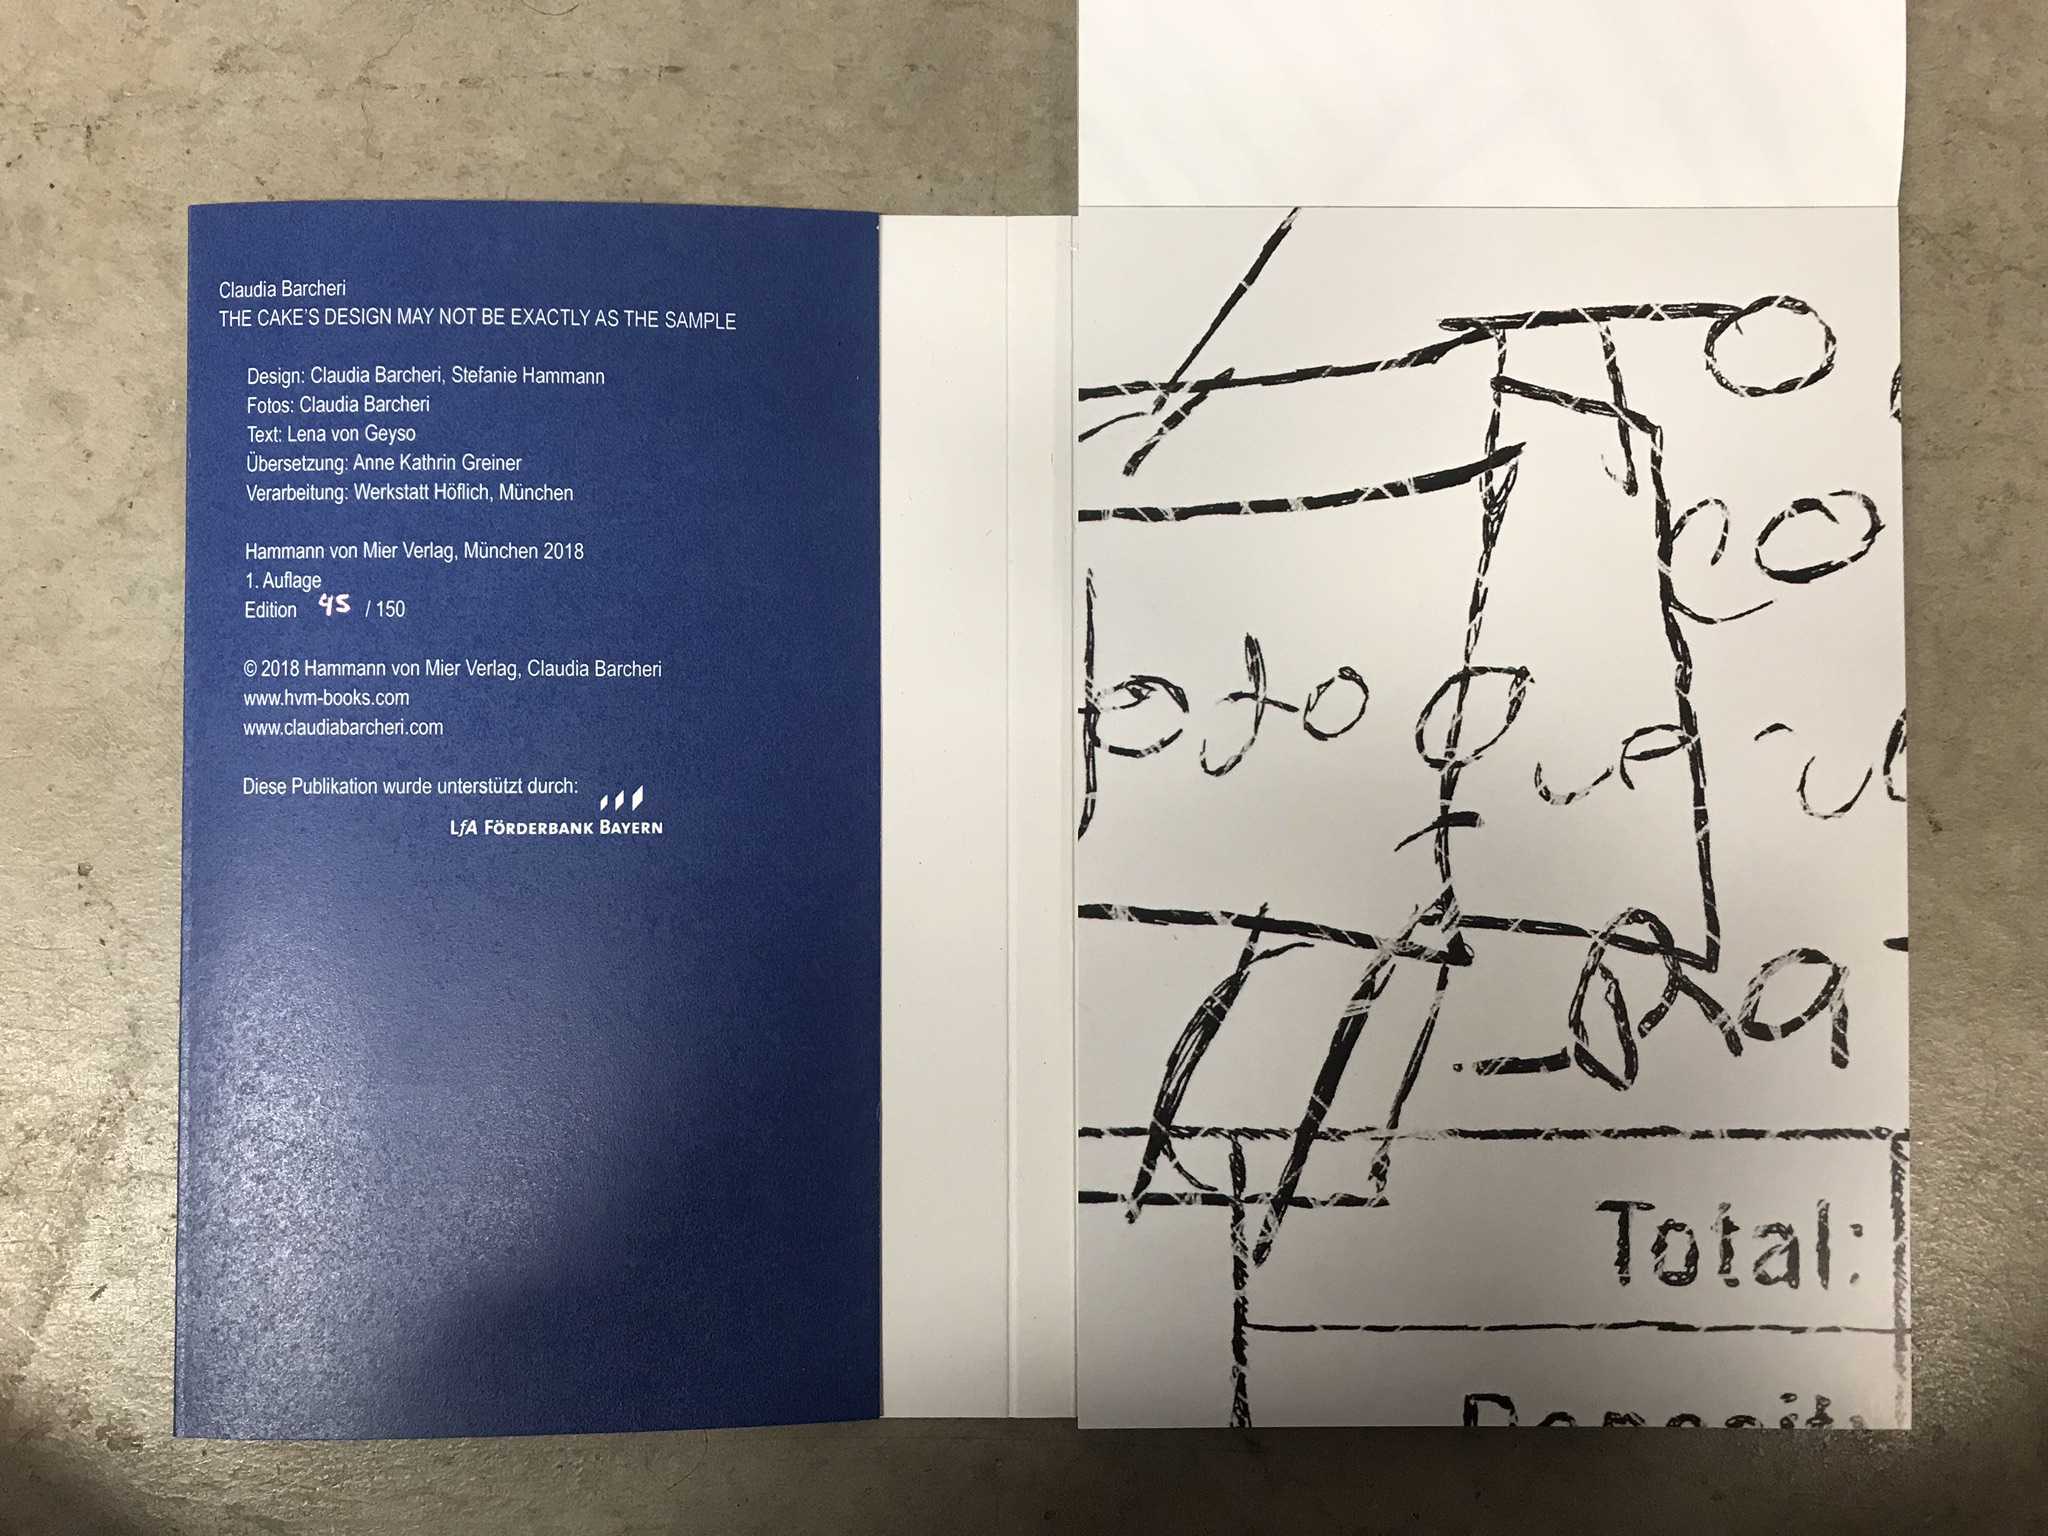 Claudia Barcheri
THE CAKE'S DESIGN MAY NOT BE EXACTLY AS THE SAMPLE
Design: Claudia Barcheri, Stefanie Hammann
Fotos: Claudia Barcheri
Text: Lena von Geyso
Übersetzung: Anne Kathrin Greiner
Verarbeitung: Werkstatt Höflich, München
Hammann von Mier Verlag, München 2018
1. Auflage
Edition 45 / 150
© 2018 Hammann von Mier Verlag, Claudia Barcheri
www.hvm-books.com
www.claudiabarcheri.com
Diese Publikation wurde unterstützt durch:
LfA FÖRDERBANK BAYERN
Total: